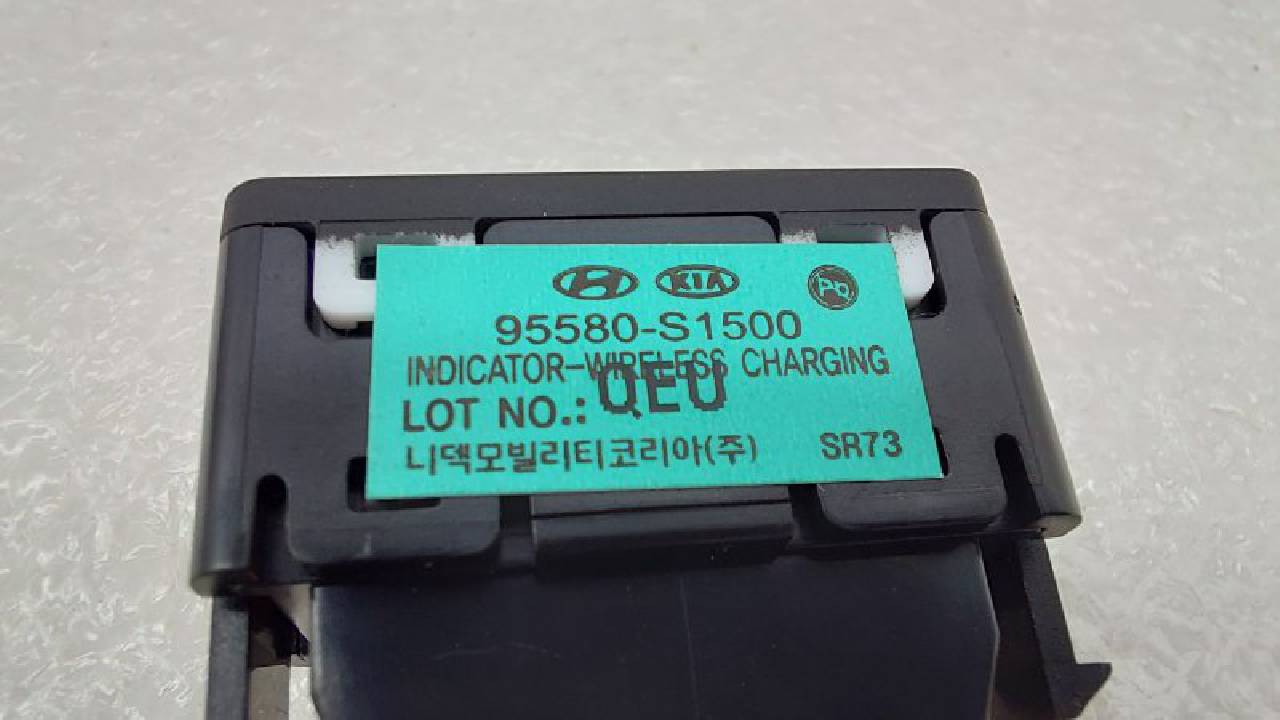 H KIA PQ
95580-S1500
INDICATOR-WIRELESS CHARGING
LOT NO.: QEU
니덱모빌리티코리아(주) SR73